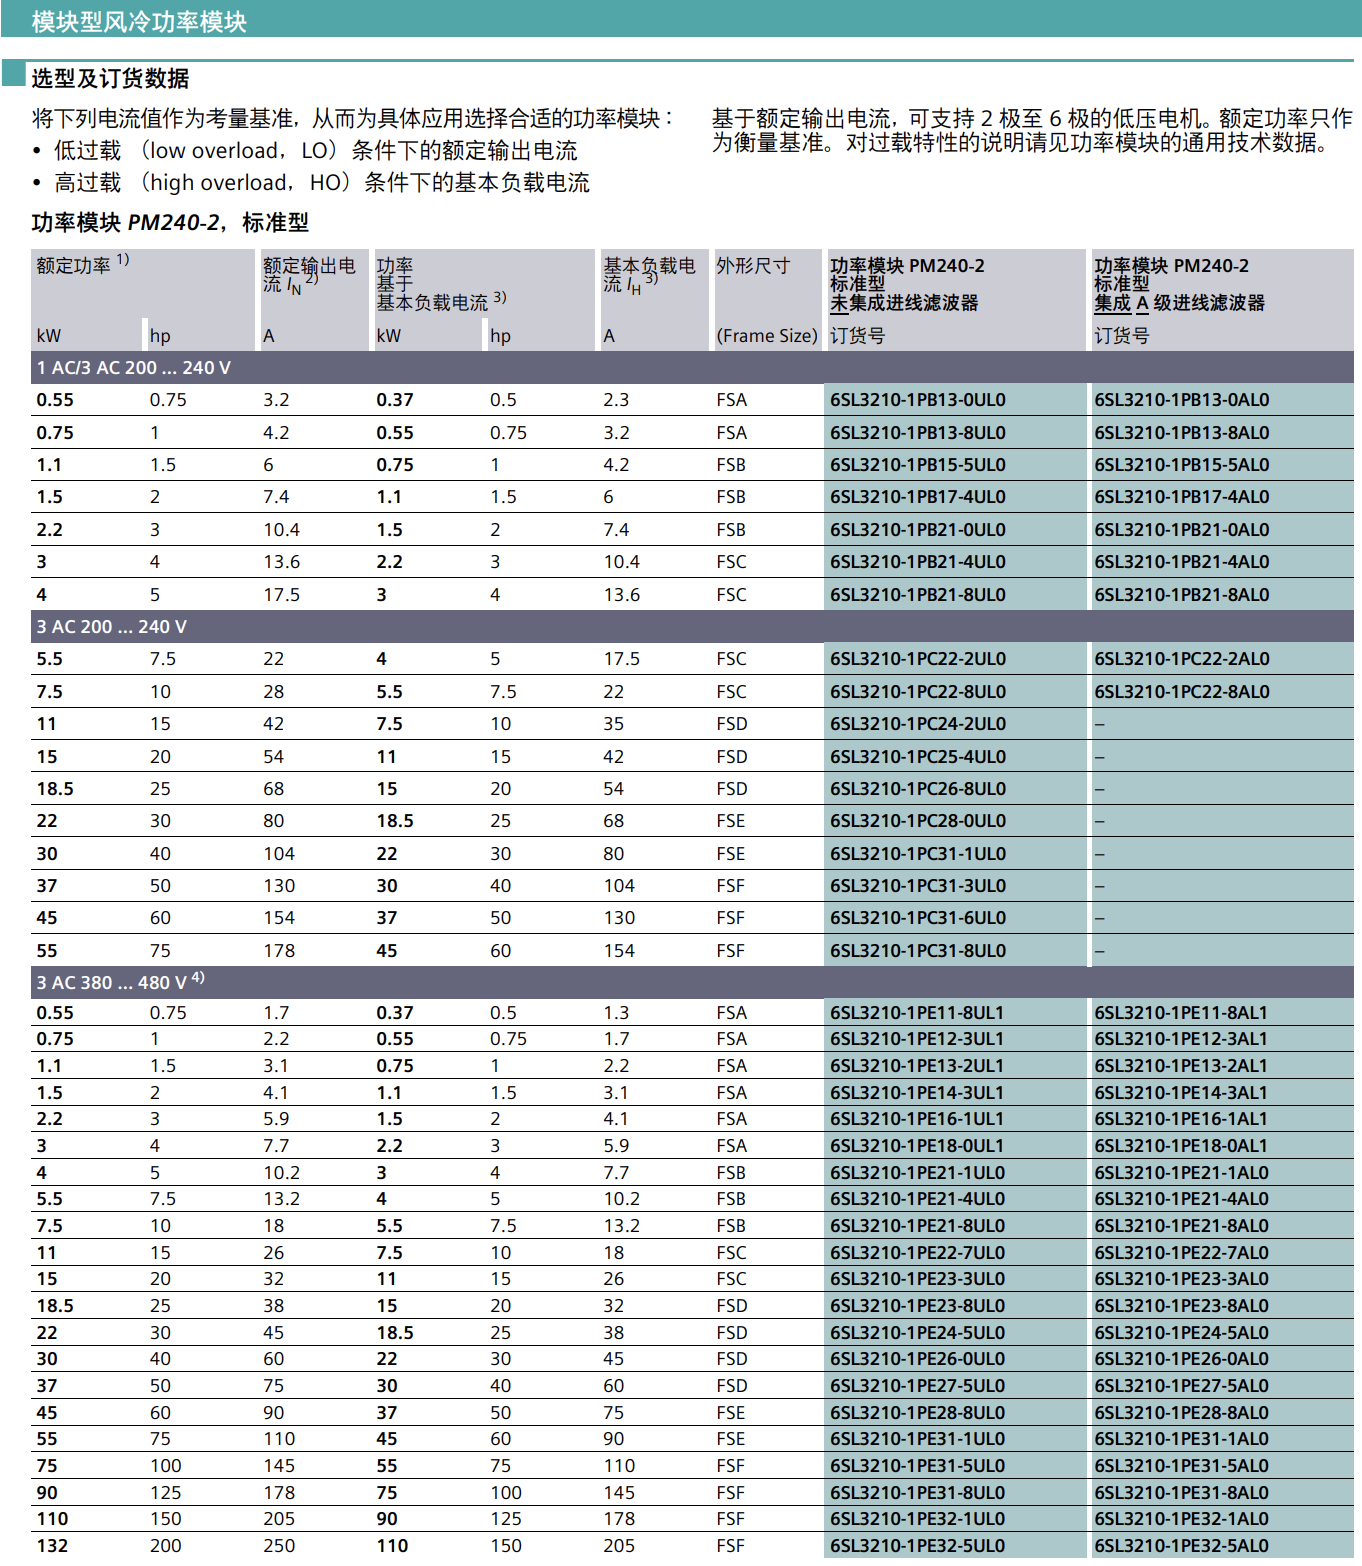 模块型风冷功率模块
选型及订货数据
将下列电流值作为考量基准，从而为具体应用选择合适的功率模块：
• 低过载 （low overload，LO）条件下的额定输出电流
• 高过载 （high overload，HO）条件下的基本负载电流
基于额定输出电流，可支持 2 极至 6 极的低压电机。额定功率只作
为衡量基准。对过载特性的说明请见功率模块的通用技术数据。
功率模块 PM240-2，标准型
额定功率 1) 额定输出电流 IN 2) 功率 基于 基本负载电流 3) 基本负载电流 IH 3) 外形尺寸 功率模块 PM240-2 标准型 未集成进线滤波器 功率模块 PM240-2 标准型 集成 A 级进线滤波器
kW hp A kW hp A (Frame Size) 订货号 订货号
1 AC/3 AC 200 ... 240 V
0.55 0.75 3.2 0.37 0.5 2.3 FSA 6SL3210-1PB13-0UL0 6SL3210-1PB13-0AL0
0.75 1 4.2 0.55 0.75 3.2 FSA 6SL3210-1PB13-8UL0 6SL3210-1PB13-8AL0
1.1 1.5 6 0.75 1 4.2 FSB 6SL3210-1PB15-5UL0 6SL3210-1PB15-5AL0
1.5 2 7.4 1.1 1.5 6 FSB 6SL3210-1PB17-4UL0 6SL3210-1PB17-4AL0
2.2 3 10.4 1.5 2 7.4 FSB 6SL3210-1PB21-0UL0 6SL3210-1PB21-0AL0
3 4 13.6 2.2 3 10.4 FSC 6SL3210-1PB21-4UL0 6SL3210-1PB21-4AL0
4 5 17.5 3 4 13.6 FSC 6SL3210-1PB21-8UL0 6SL3210-1PB21-8AL0
3 AC 200 ... 240 V
5.5 7.5 22 4 5 17.5 FSC 6SL3210-1PC22-2UL0 6SL3210-1PC22-2AL0
7.5 10 28 5.5 7.5 22 FSC 6SL3210-1PC22-8UL0 6SL3210-1PC22-8AL0
11 15 42 7.5 10 35 FSD 6SL3210-1PC24-2UL0 –
15 20 54 11 15 42 FSD 6SL3210-1PC25-4UL0 –
18.5 25 68 15 20 54 FSD 6SL3210-1PC26-8UL0 –
22 30 80 18.5 25 68 FSE 6SL3210-1PC28-0UL0 –
30 40 104 22 30 80 FSE 6SL3210-1PC31-1UL0 –
37 50 130 30 40 104 FSF 6SL3210-1PC31-3UL0 –
45 60 154 37 50 130 FSF 6SL3210-1PC31-6UL0 –
55 75 178 45 60 154 FSF 6SL3210-1PC31-8UL0 –
3 AC 380 ... 480 V 4)
0.55 0.75 1.7 0.37 0.5 1.3 FSA 6SL3210-1PE11-8UL1 6SL3210-1PE11-8AL1
0.75 1 2.2 0.55 0.75 1.7 FSA 6SL3210-1PE12-3UL1 6SL3210-1PE12-3AL1
1.1 1.5 3.1 0.75 1 2.2 FSA 6SL3210-1PE13-2UL1 6SL3210-1PE13-2AL1
1.5 2 4.1 1.1 1.5 3.1 FSA 6SL3210-1PE14-3UL1 6SL3210-1PE14-3AL1
2.2 3 5.9 1.5 2 4.1 FSA 6SL3210-1PE16-1UL1 6SL3210-1PE16-1AL1
3 4 7.7 2.2 3 5.9 FSA 6SL3210-1PE18-0UL1 6SL3210-1PE18-0AL1
4 5 10.2 3 4 7.7 FSB 6SL3210-1PE21-1UL0 6SL3210-1PE21-1AL0
5.5 7.5 13.2 4 5 10.2 FSB 6SL3210-1PE21-4UL0 6SL3210-1PE21-4AL0
7.5 10 18 5.5 7.5 13.2 FSB 6SL3210-1PE21-8UL0 6SL3210-1PE21-8AL0
11 15 26 7.5 10 18 FSC 6SL3210-1PE22-7UL0 6SL3210-1PE22-7AL0
15 20 32 11 15 26 FSC 6SL3210-1PE23-3UL0 6SL3210-1PE23-3AL0
18.5 25 38 15 20 32 FSD 6SL3210-1PE23-8UL0 6SL3210-1PE23-8AL0
22 30 45 18.5 25 38 FSD 6SL3210-1PE24-5UL0 6SL3210-1PE24-5AL0
30 40 60 22 30 45 FSD 6SL3210-1PE26-0UL0 6SL3210-1PE26-0AL0
37 50 75 30 40 60 FSD 6SL3210-1PE27-5UL0 6SL3210-1PE27-5AL0
45 60 90 37 50 75 FSE 6SL3210-1PE28-8UL0 6SL3210-1PE28-8AL0
55 75 110 45 60 90 FSE 6SL3210-1PE31-1UL0 6SL3210-1PE31-1AL0
75 100 145 55 75 110 FSF 6SL3210-1PE31-5UL0 6SL3210-1PE31-5AL0
90 125 178 75 100 145 FSF 6SL3210-1PE31-8UL0 6SL3210-1PE31-8AL0
110 150 205 90 125 178 FSF 6SL3210-1PE32-1UL0 6SL3210-1PE32-1AL0
132 200 250 110 150 205 FSF 6SL3210-1PE32-5UL0 6SL3210-1PE32-5AL0